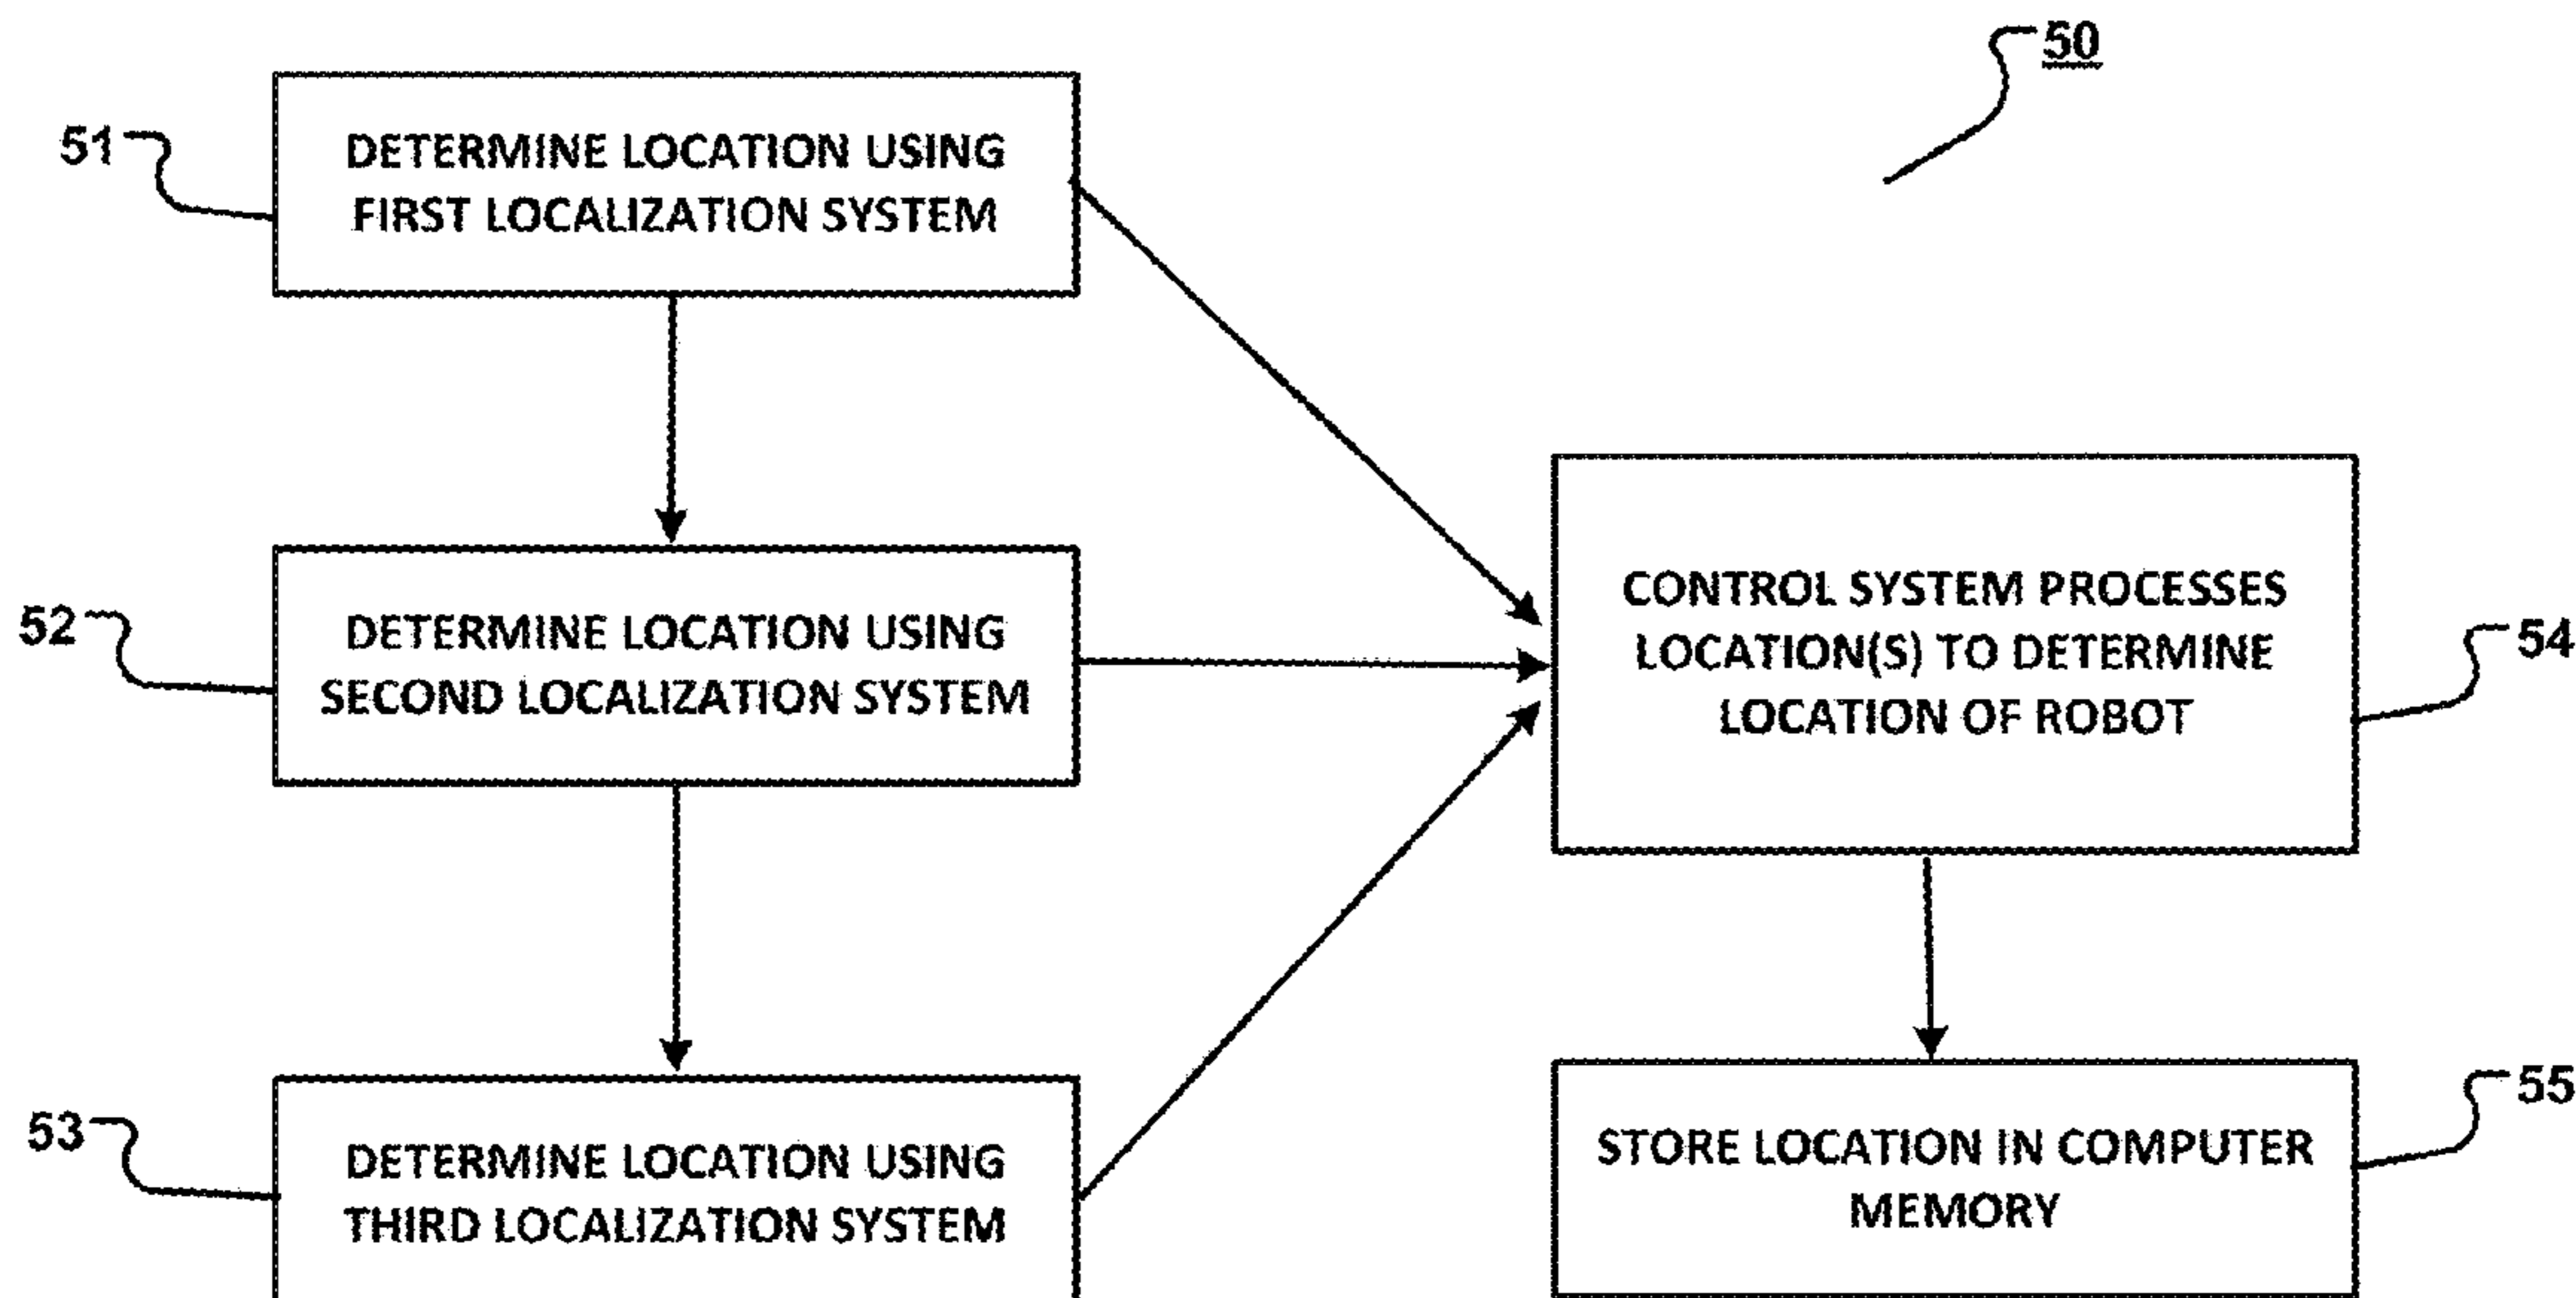 50
51
DETERMINE LOCATION USING
FIRST LOCALIZATION SYSTEM
52
DETERMINE LOCATION USING
SECOND LOCALIZATION SYSTEM
53
DETERMINE LOCATION USING
THIRD LOCALIZATION SYSTEM
CONTROL SYSTEM PROCESSES
LOCATION(S) TO DETERMINE
LOCATION OF ROBOT
54
STORE LOCATION IN COMPUTER
MEMORY
55